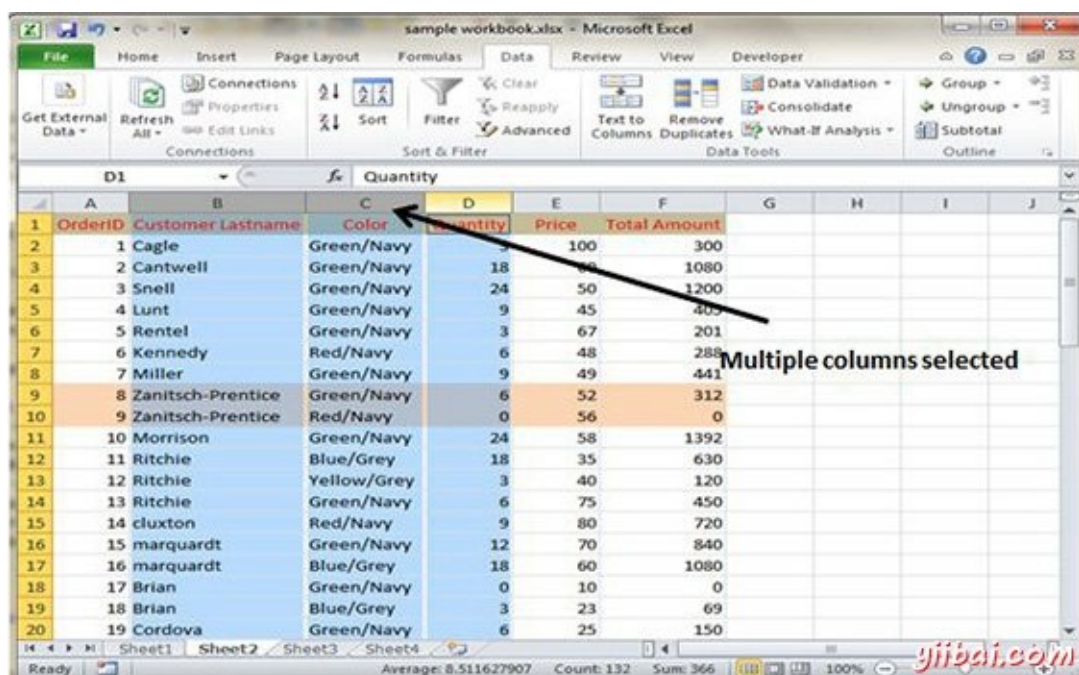 sample workbook.xlsx - Microsoft Excel
File Home Insert Page Layout Formulas Data Review View Developer
Get External Data Refresh All Connections Properties Edit Links Sort Filter Clear Reapply Advanced Text to Columns Remove Duplicates Data Validation Consolidate What-If Analysis Group Ungroup Subtotal
Connections Sort & Filter Data Tools Outline
D1 fx Quantity
A B C D E F G H I J
1 OrderID Customer Lastname Color Quantity Price Total Amount
2 1 Cagle Green/Navy 100 300
3 2 Cantwell Green/Navy 18 1080
4 3 Snell Green/Navy 24 50 1200
5 4 Lunt Green/Navy 9 45 405
6 5 Rentel Green/Navy 3 67 201
7 6 Kennedy Red/Navy 6 48 288
Multiple columns selected
8 7 Miller Green/Navy 9 49 441
9 8 Zanitsch-Prentice Green/Navy 6 52 312
10 9 Zanitsch-Prentice Red/Navy 0 56 0
11 10 Morrison Green/Navy 24 58 1392
12 11 Ritchie Blue/Grey 18 35 630
13 12 Ritchie Yellow/Grey 3 40 120
14 13 Ritchie Green/Navy 6 75 450
15 14 cluxton Red/Navy 9 80 720
16 15 marquardt Green/Navy 12 70 840
17 16 marquardt Blue/Grey 18 60 1080
18 17 Brian Green/Navy 0 10 0
19 18 Brian Blue/Grey 3 23 69
20 19 Cordova Green/Navy 6 25 150
Sheet1 Sheet2 Sheet3 Sheet4
Ready Average: 8.511627907 Count: 132 Sum: 366 100%
yiibai.com